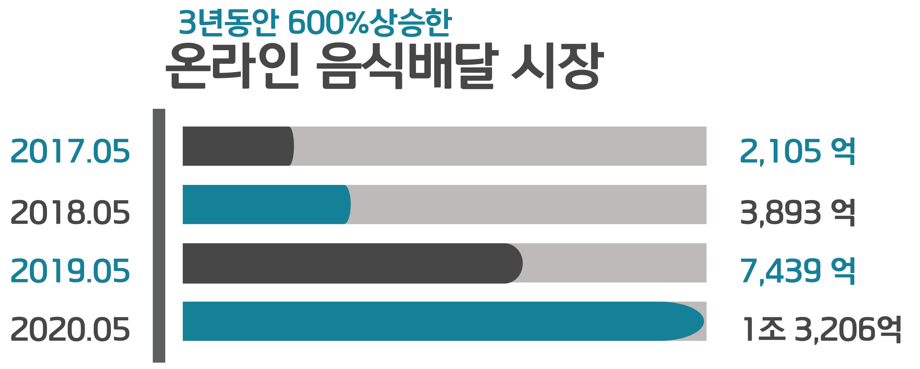 3년동안 600%상승한
온라인 음식배달 시장
2017.05 2,105 억
2018.05 3,893 억
2019.05 7,439 억
2020.05 1조 3,206억